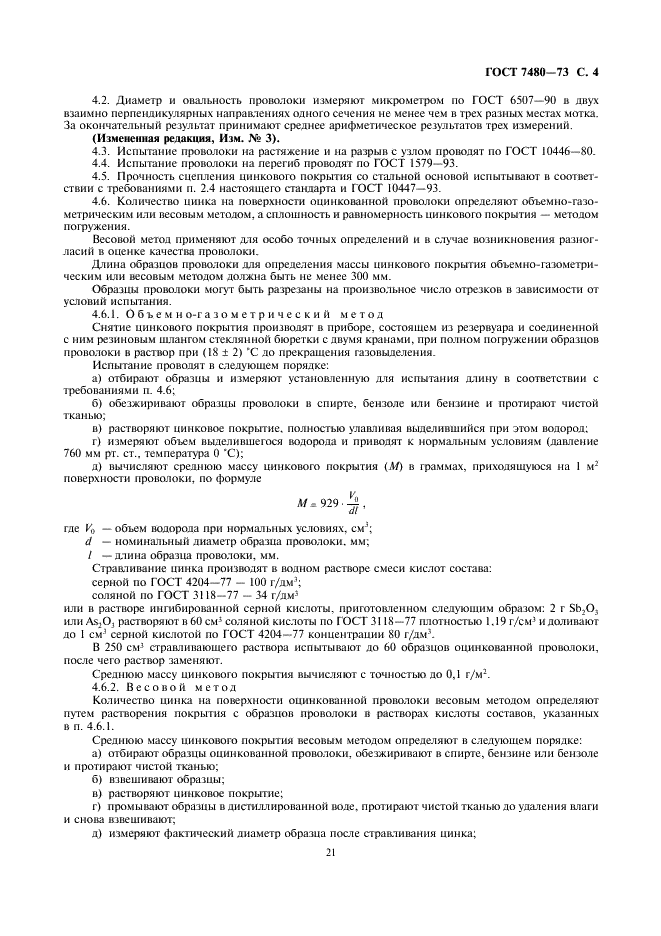 ГОСТ 7480—73 С. 4
4.2. Диаметр и овальность проволоки измеряют микрометром по ГОСТ 6507—90 в двух
взаимно перпендикулярных направлениях одного сечения не менее чем в трех разных местах мотка.
За окончательный результат принимают среднее арифметическое результатов трех измерений.
(Измененная редакция, Изм. № 3).
4.3. Испытание проволоки на растяжение и на разрыв с узлом проводят по ГОСТ 10446—80.
4.4. Испытание проволоки на перегиб проводят по ГОСТ 1579—93.
4.5. Прочность сцепления цинкового покрытия со стальной основой испытывают в соответ-
ствии с требованиями п. 2.4 настоящего стандарта и ГОСТ 10447—93.
4.6. Количество цинка на поверхности оцинкованной проволоки определяют объемно-газо-
метрическим или весовым методом, а сплошность и равномерность цинкового покрытия — методом
погружения.
Весовой метод применяют для особо точных определений и в случае возникновения разног-
ласий в оценке качества проволоки.
Длина образцов проволоки для определения массы цинкового покрытия объемно-газометри-
ческим или весовым методом должна быть не менее 300 мм.
Образцы проволоки могут быть разрезаны на произвольное число отрезков в зависимости от
условий испытания.
4.6.1. Объемно-газометрический метод
Снятие цинкового покрытия производят в приборе, состоящем из резервуара и соединенной
с ним резиновым шлангом стеклянной бюретки с двумя кранами, при полном погружении образцов
проволоки в раствор при (18 ± 2) °С до прекращения газовыделения.
Испытание проводят в следующем порядке:
а) отбирают образцы и измеряют установленную для испытания длину в соответствии с
требованиями п. 4.6;
б) обезжиривают образцы проволоки в спирте, бензоле или бензине и протирают чистой
тканью;
в) растворяют цинковое покрытие, полностью улавливая выделившийся при этом водород;
г) измеряют объем выделившегося водорода и приводят к нормальным условиям (давление
760 мм рт. ст., температура 0 °С);
д) вычисляют среднюю массу цинкового покрытия (M) в граммах, приходящуюся на 1 м²
поверхности проволоки, по формуле
M = 929 · V₀/dl ,
где V₀ — объем водорода при нормальных условиях, см³;
d — номинальный диаметр образца проволоки, мм;
l — длина образца проволоки, мм.
Стравливание цинка производят в водном растворе смеси кислот состава:
серной по ГОСТ 4204—77 — 100 г/дм³;
соляной по ГОСТ 3118—77 — 34 г/дм³
или в растворе ингибированной серной кислоты, приготовленном следующим образом: 2 г Sb₂O₃
или As₂O₃ растворяют в 60 см³ соляной кислоты по ГОСТ 3118—77 плотностью 1,19 г/см³ и доливают
до 1 см³ серной кислотой по ГОСТ 4204—77 концентрации 80 г/дм³.
В 250 см³ стравливающего раствора испытывают до 60 образцов оцинкованной проволоки,
после чего раствор заменяют.
Среднюю массу цинкового покрытия вычисляют с точностью до 0,1 г/м².
4.6.2. Весовой метод
Количество цинка на поверхности оцинкованной проволоки весовым методом определяют
путем растворения покрытия с образцов проволоки в растворах кислоты составов, указанных
в п. 4.6.1.
Среднюю массу цинкового покрытия весовым методом определяют в следующем порядке:
а) отбирают образцы оцинкованной проволоки, обезжиривают в спирте, бензине или бензоле
и протирают чистой тканью;
б) взвешивают образцы;
в) растворяют цинковое покрытие;
г) промывают образцы в дистиллированной воде, протирают чистой тканью до удаления влаги
и снова взвешивают;
д) измеряют фактический диаметр образца после стравливания цинка;
21